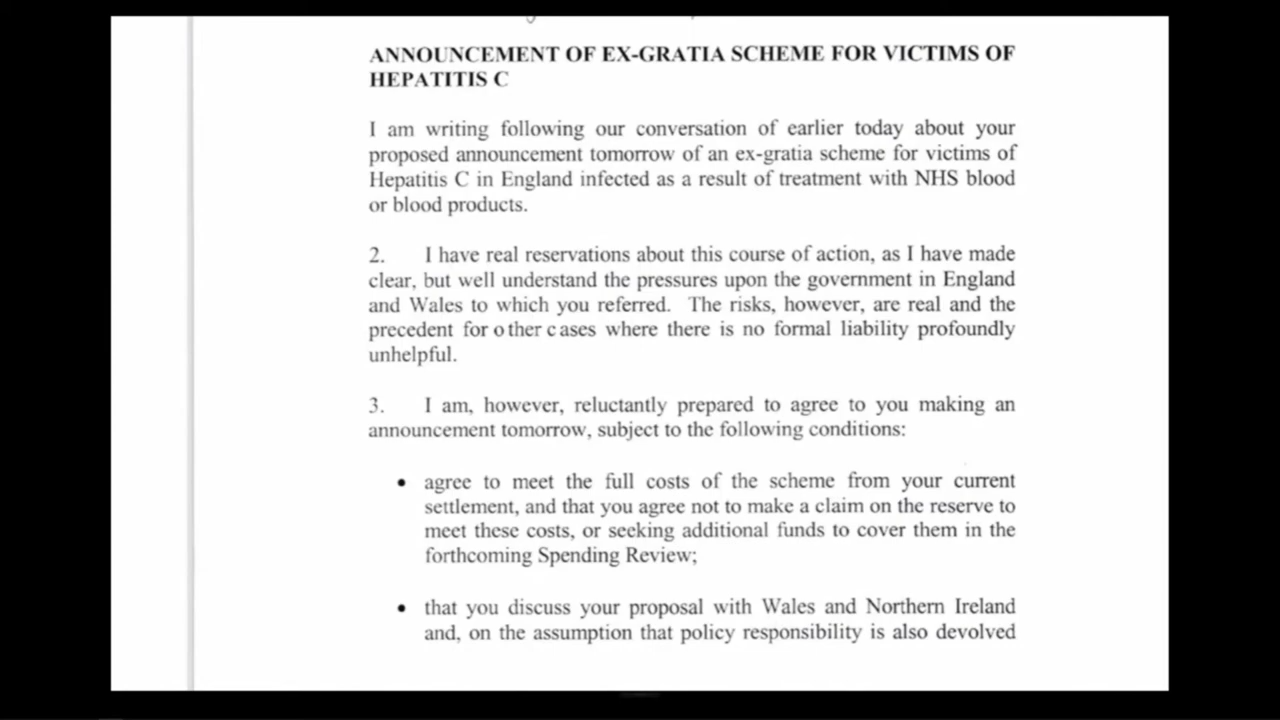 ANNOUNCEMENT OF EX-GRATIA SCHEME FOR VICTIMS OF
HEPATITIS C
I am writing following our conversation of earlier today about your
proposed announcement tomorrow of an ex-gratia scheme for victims of
Hepatitis C in England infected as a result of treatment with NHS blood
or blood products.
2. I have real reservations about this course of action, as I have made
clear, but well understand the pressures upon the government in England
and Wales to which you referred. The risks, however, are real and the
precedent for other cases where there is no formal liability profoundly
unhelpful.
3. I am, however, reluctantly prepared to agree to you making an
announcement tomorrow, subject to the following conditions:
• agree to meet the full costs of the scheme from your current
settlement, and that you agree not to make a claim on the reserve to
meet these costs, or seeking additional funds to cover them in the
forthcoming Spending Review;
• that you discuss your proposal with Wales and Northern Ireland
and, on the assumption that policy responsibility is also devolved